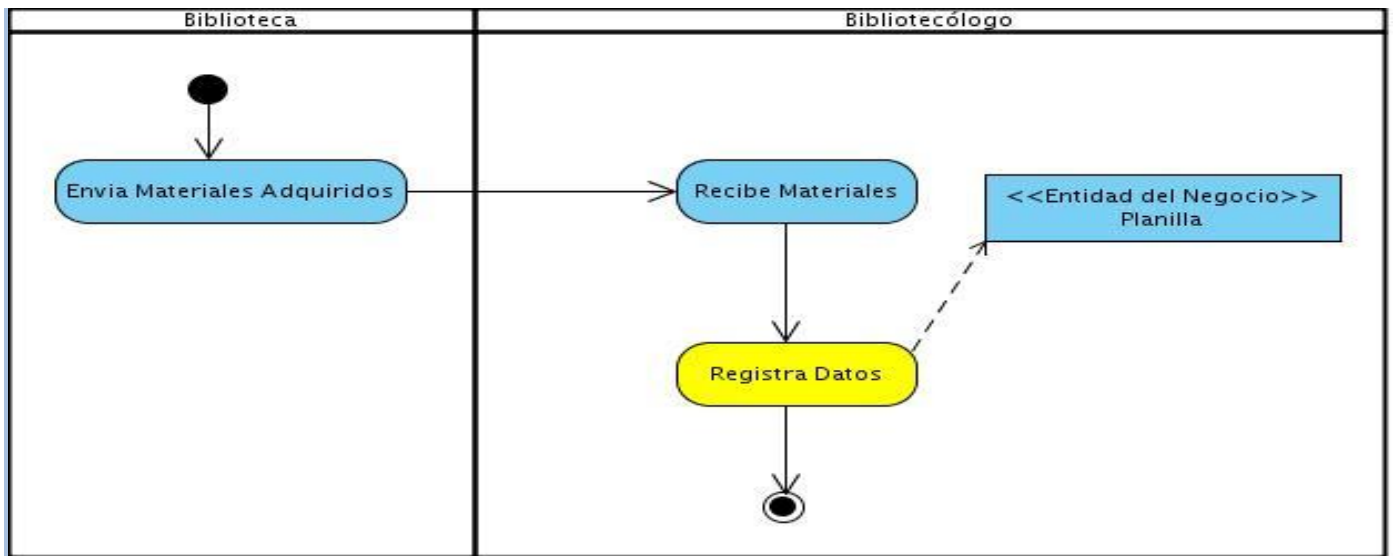 Biblioteca
Bibliotecólogo
Envia Materiales Adquiridos
Recibe Materiales
<<Entidad del Negocio>>
Planilla
Registra Datos